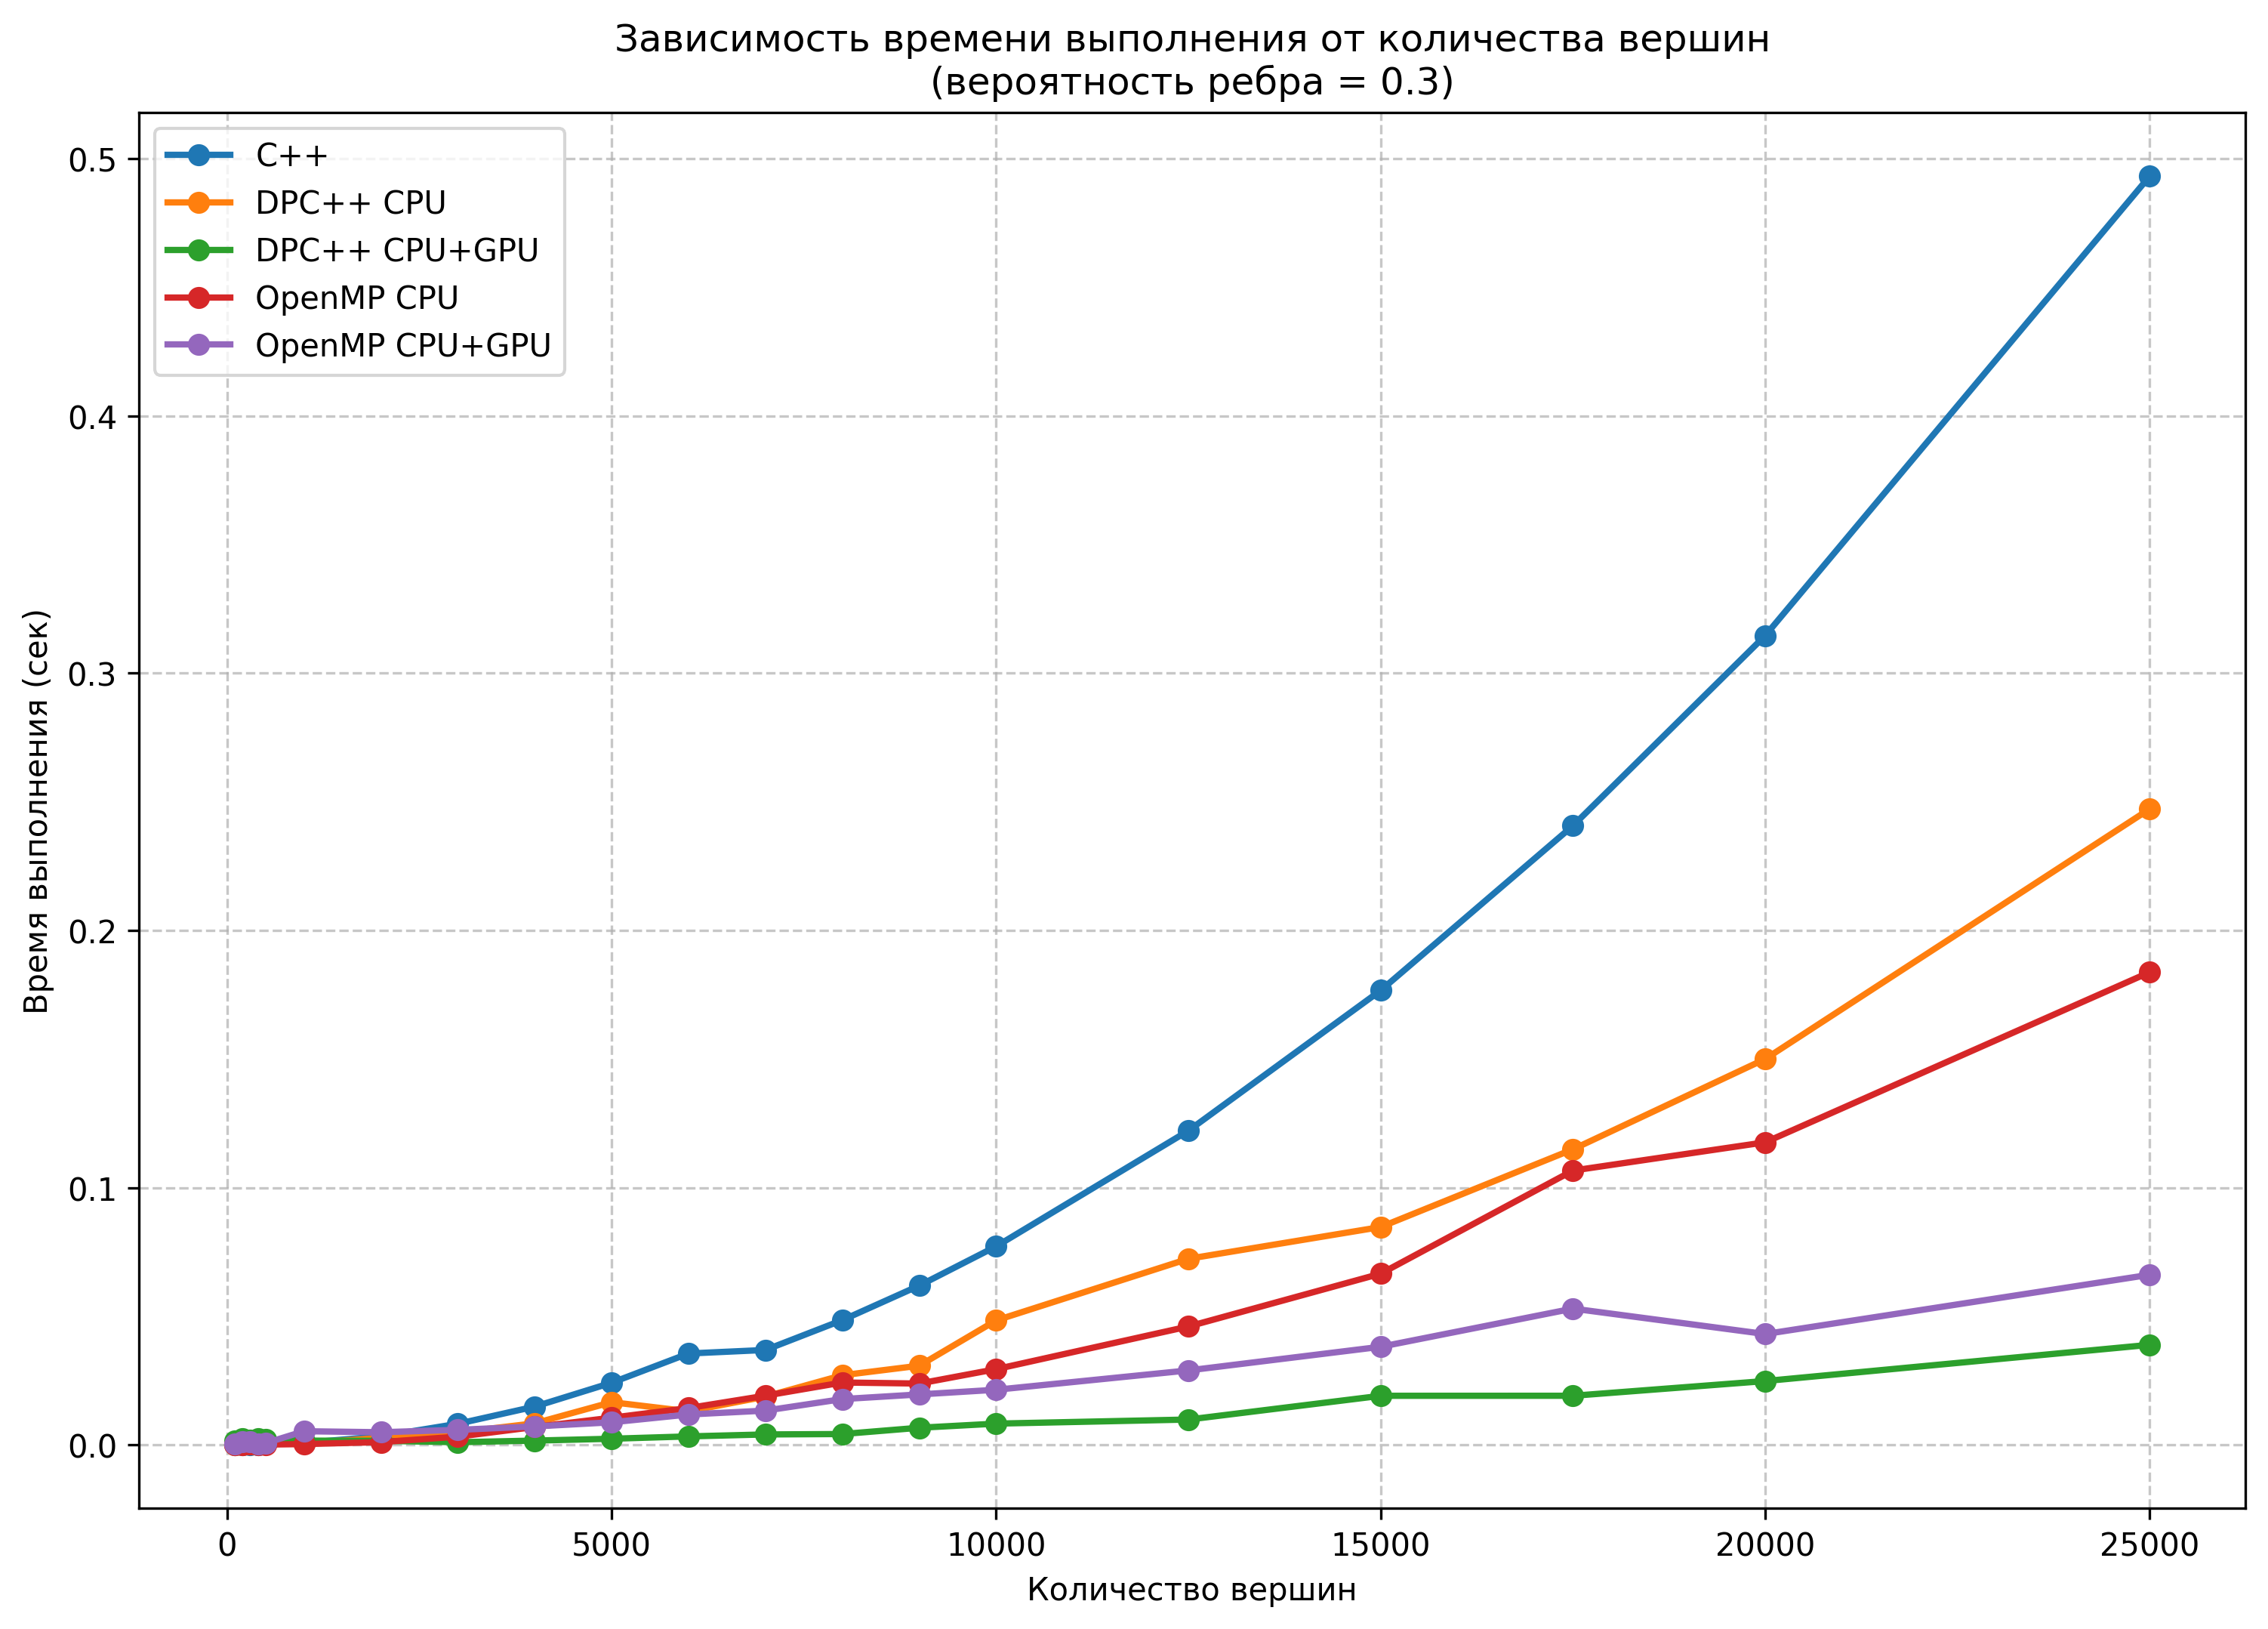 Зависимость времени выполнения от количества вершин
(вероятность ребра = 0.3)
C++
DPC++ CPU
DPC++ CPU+GPU
OpenMP CPU
OpenMP CPU+GPU
Время выполнения (сек)
0.5
0.4
0.3
0.2
0.1
0.0
0
5000
10000
15000
20000
25000
Количество вершин